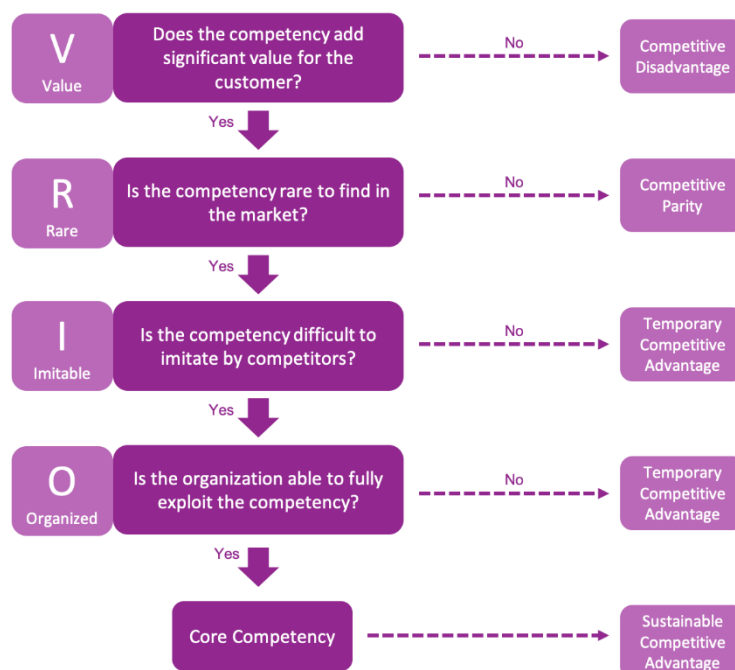 V
Value
Does the competency add
significant value for the
customer?
No
Competitive
Disadvantage
Yes
R
Rare
Is the competency rare to find in
the market?
No
Competitive
Parity
Yes
I
Imitable
Is the competency difficult to
imitate by competitors?
No
Temporary
Competitive
Advantage
Yes
O
Organized
Is the organization able to fully
exploit the competency?
No
Temporary
Competitive
Advantage
Yes
Core Competency
Sustainable
Competitive
Advantage